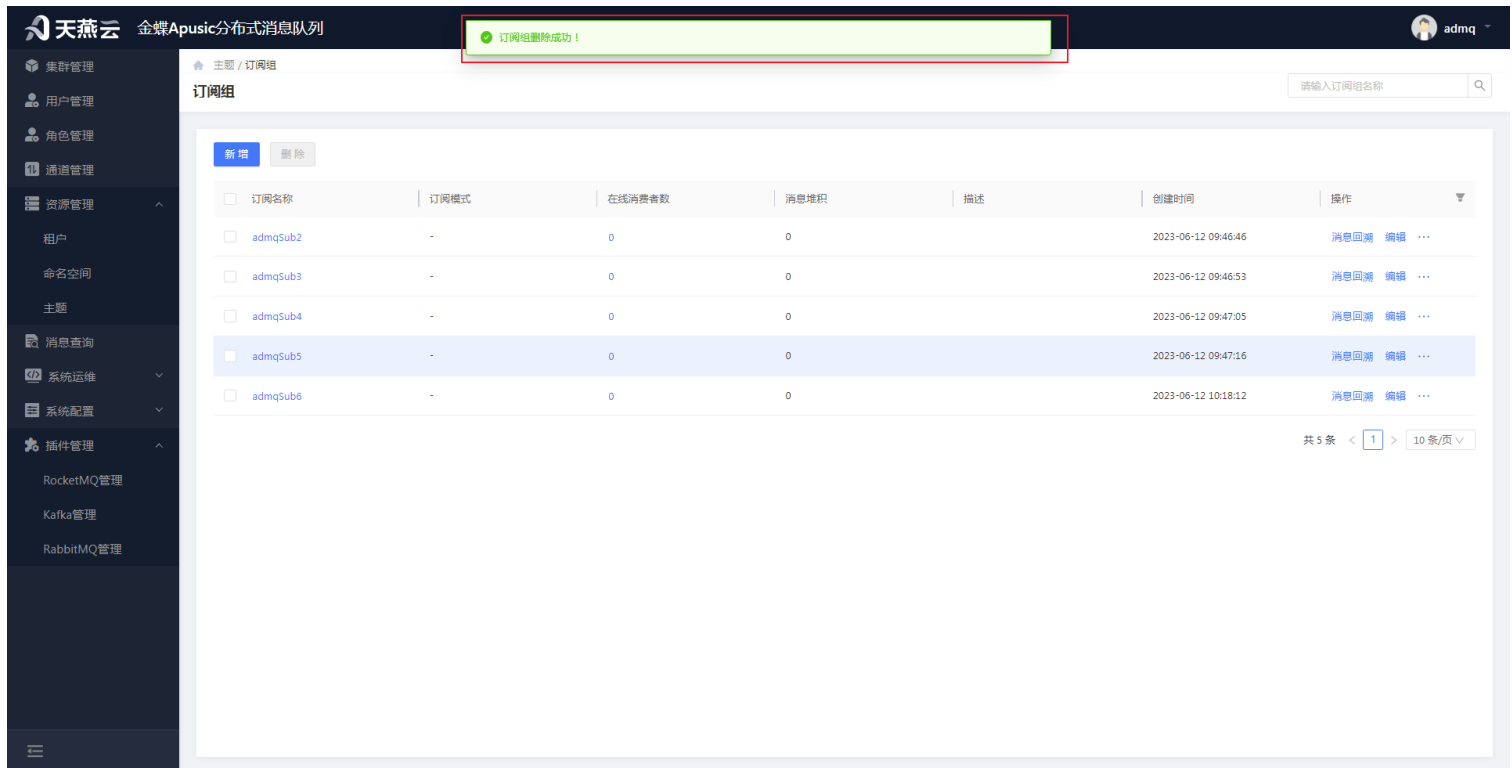 天燕云 金蝶Apusic分布式消息队列
订阅组删除成功！
admq
集群管理
用户管理
角色管理
通道管理
资源管理
租户
命名空间
主题
消息查询
系统运维
系统配置
插件管理
RocketMQ管理
Kafka管理
RabbitMQ管理
主题 / 订阅组
订阅组
请输入订阅组名称
新 增 删 除
订阅名称 订阅模式 在线消费者数 消息堆积 描述 创建时间 操作
admqSub2 - 0 0 2023-06-12 09:46:46 消息回溯 编辑 ···
admqSub3 - 0 0 2023-06-12 09:46:53 消息回溯 编辑 ···
admqSub4 - 0 0 2023-06-12 09:47:05 消息回溯 编辑 ···
admqSub5 - 0 0 2023-06-12 09:47:16 消息回溯 编辑 ···
admqSub6 - 0 0 2023-06-12 10:18:12 消息回溯 编辑 ···
共 5 条 < 1 > 10 条/页